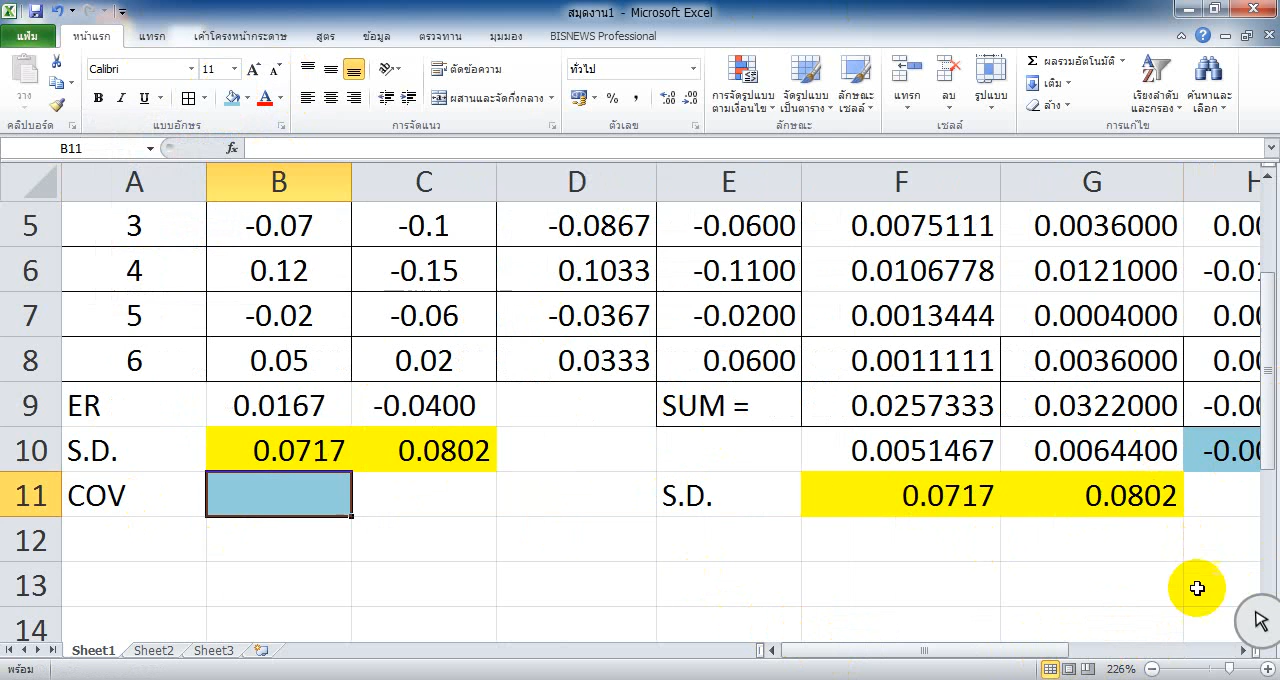 สมุดงาน1 - Microsoft Excel
แฟ้ม หน้าแรก แทรก เค้าโครงหน้ากระดาษ สูตร ข้อมูล ตรวจทาน มุมมอง BISNEWS Professional
วาง
คลิปบอร์ด
Calibri 11
B I U
แบบอักษร
ตัดข้อความ
ผสานและจัดกึ่งกลาง
การจัดแนว
ทั่วไป
% , .00 .0
ตัวเลข
การจัดรูปแบบ ตามเงื่อนไข
จัดรูปแบบ เป็นตาราง
ลักษณะ เซลล์
ลักษณะ
แทรก ลบ รูปแบบ
เซลล์
Σ ผลรวมอัตโนมัติ
เติม
ล้าง
เรียงลำดับ และกรอง
ค้นหาและ เลือก
การแก้ไข
B11 fx
A B C D E F G H
5 3 -0.07 -0.1 -0.0867 -0.0600 0.0075111 0.0036000
6 4 0.12 -0.15 0.1033 -0.1100 0.0106778 0.0121000
7 5 -0.02 -0.06 -0.0367 -0.0200 0.0013444 0.0004000
8 6 0.05 0.02 0.0333 0.0600 0.0011111 0.0036000
9 ER 0.0167 -0.0400 SUM = 0.0257333 0.0322000
10 S.D. 0.0717 0.0802 0.0051467 0.0064400
11 COV S.D. 0.0717 0.0802
12
13
14
Sheet1 Sheet2 Sheet3
พร้อม 226%